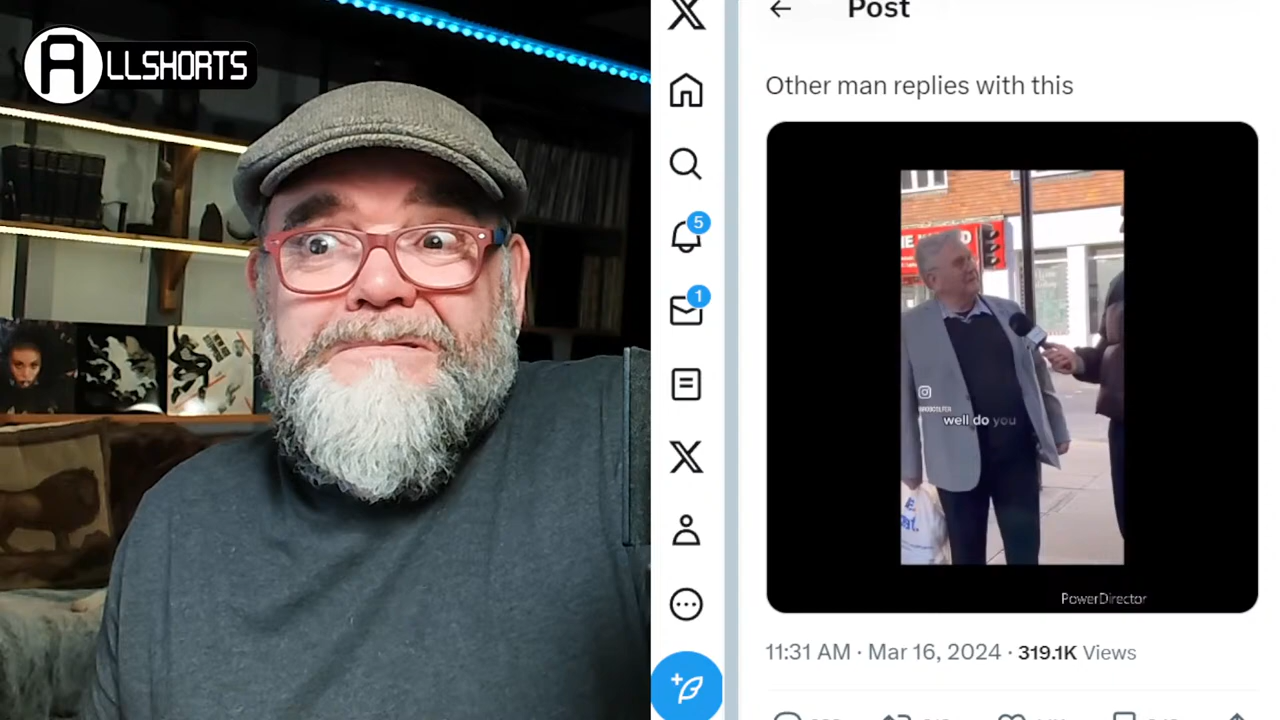 ALLSHORTS
Post
Other man replies with this
5
1
well do you
PowerDirector
11:31 AM · Mar 16, 2024 · 319.1K Views